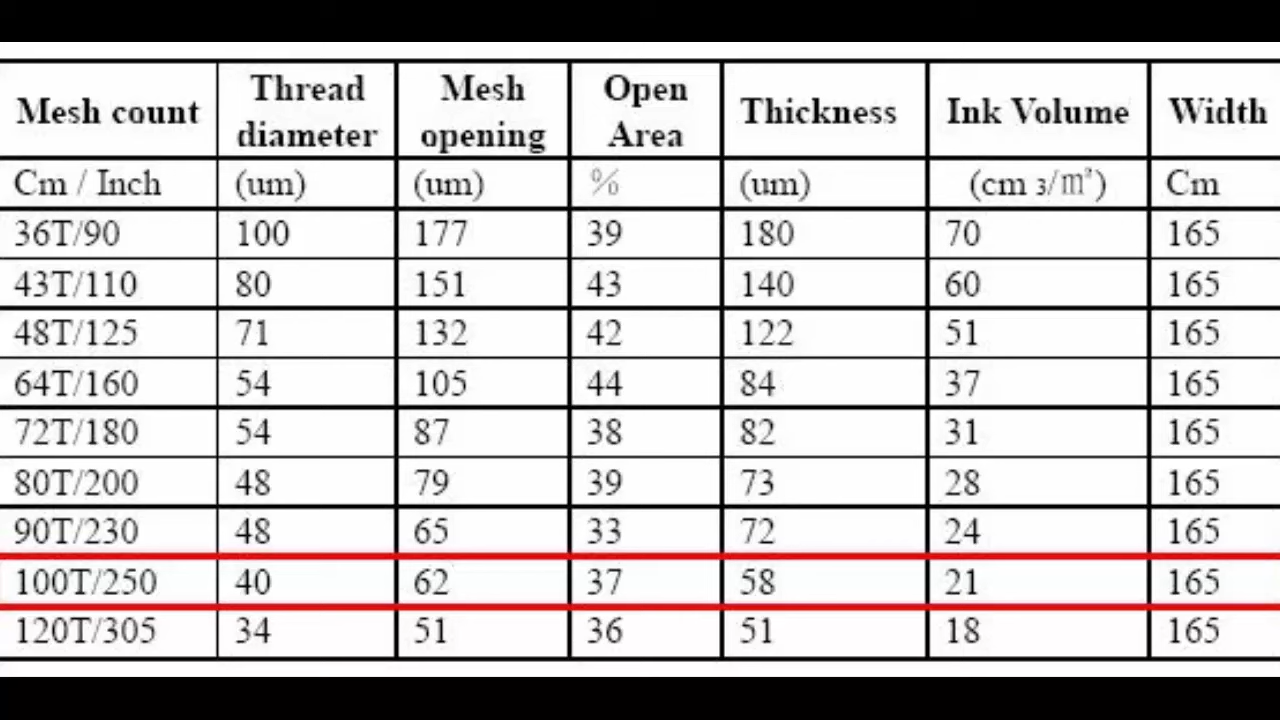 Mesh count Thread diameter Mesh opening Open Area Thickness Ink Volume Width
Cm / Inch (um) (um) % (um) (cm 3/m²) Cm
36T/90 100 177 39 180 70 165
43T/110 80 151 43 140 60 165
48T/125 71 132 42 122 51 165
64T/160 54 105 44 84 37 165
72T/180 54 87 38 82 31 165
80T/200 48 79 39 73 28 165
90T/230 48 65 33 72 24 165
100T/250 40 62 37 58 21 165
120T/305 34 51 36 51 18 165